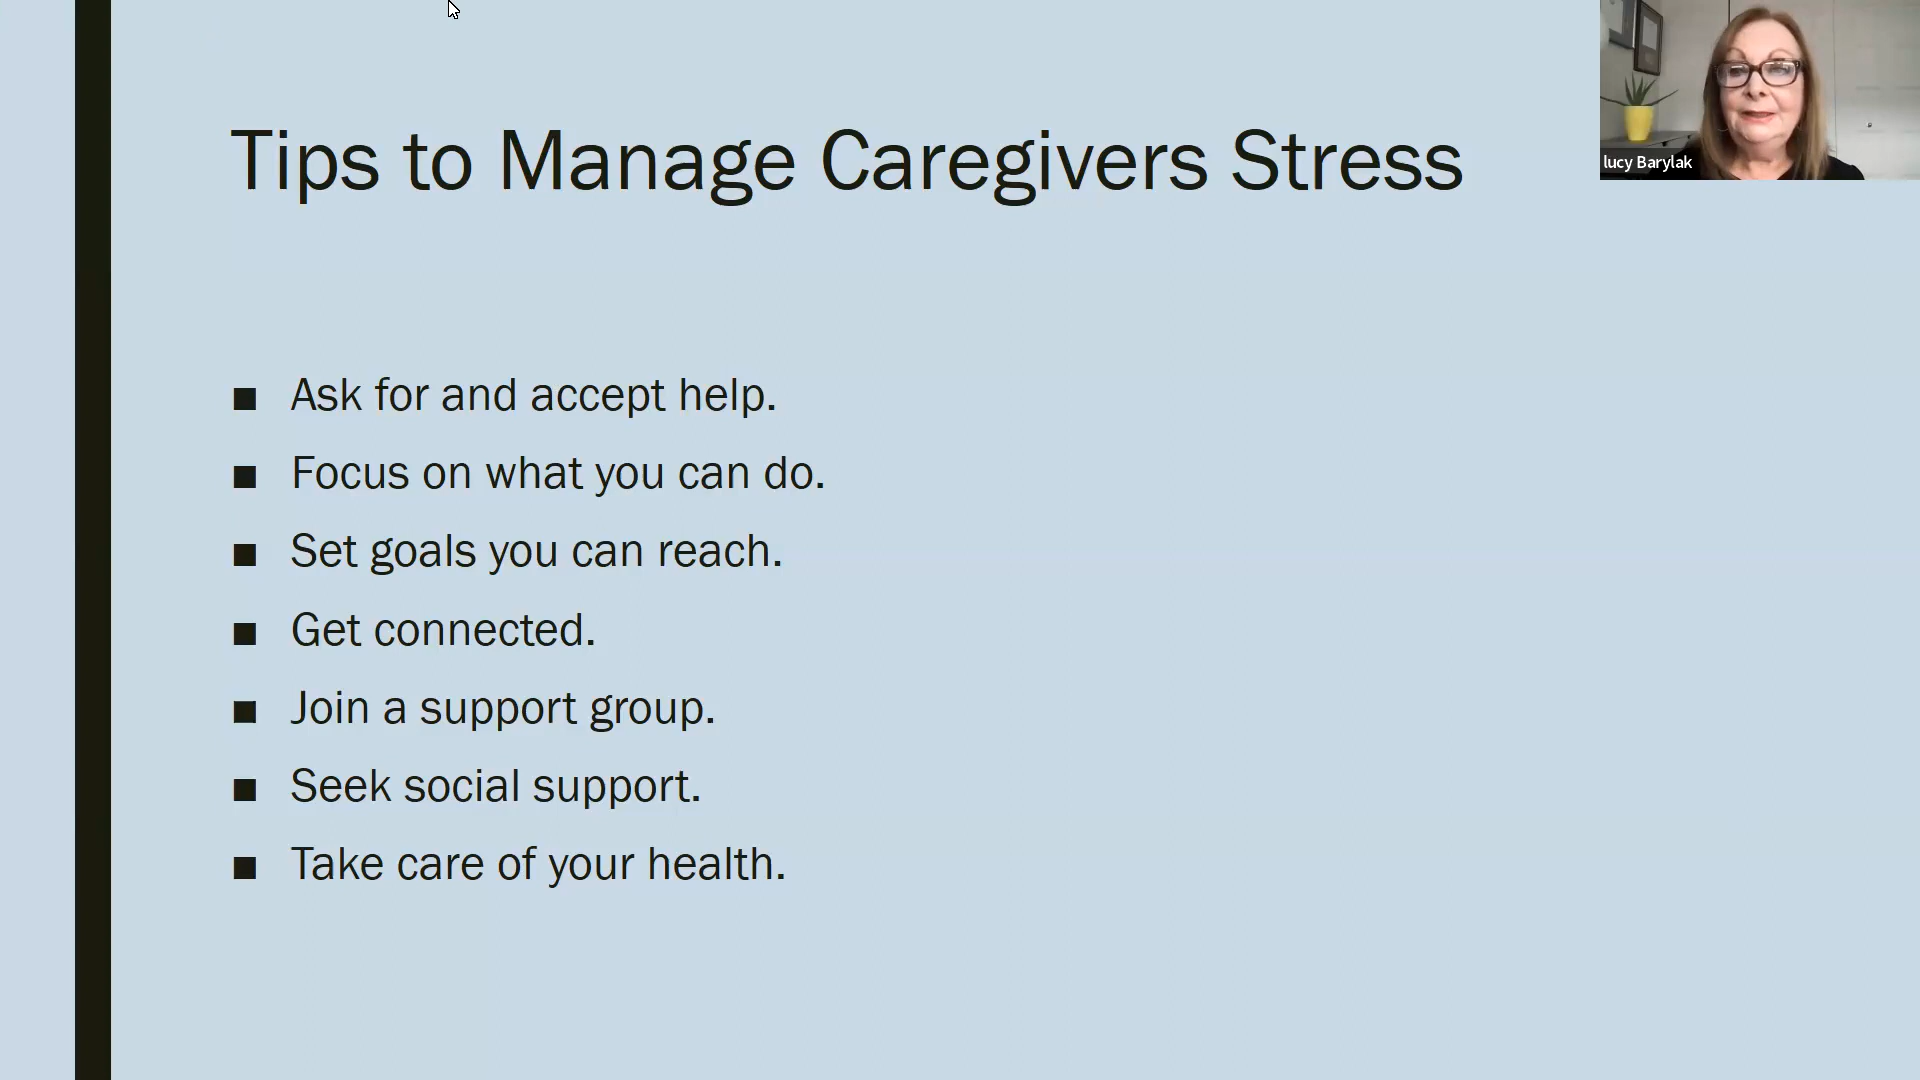 Tips to Manage Caregivers Stress
lucy Barylak
■ Ask for and accept help.
■ Focus on what you can do.
■ Set goals you can reach.
■ Get connected.
■ Join a support group.
■ Seek social support.
■ Take care of your health.